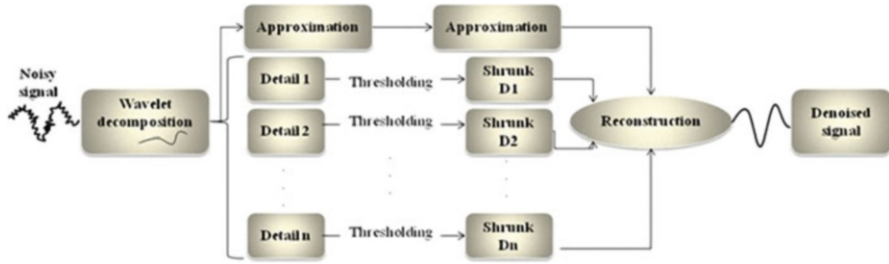 Approximation
Approximation
Noisy
signal
Wavelet
decomposition
Detail 1
Thresholding
Shrunk
D1
Detail 2
Thresholding
Shrunk
D2
Reconstruction
Denoised
signal
Detail n
Thresholding
Shrunk
Dn